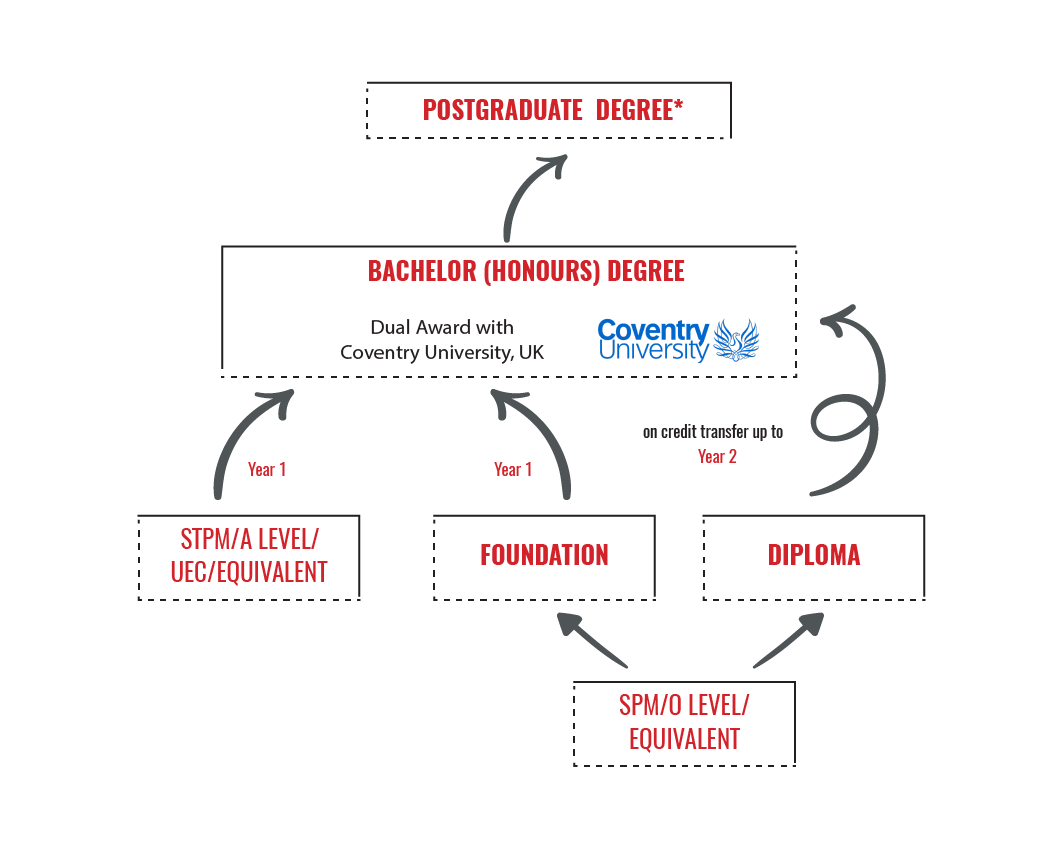 POSTGRADUATE DEGREE*
BACHELOR (HONOURS) DEGREE
Dual Award with
Coventry University, UK
Coventry
University
on credit transfer up to
Year 2
Year 1
Year 1
STPM/A LEVEL/
UEC/EQUIVALENT
FOUNDATION
DIPLOMA
SPM/O LEVEL/
EQUIVALENT